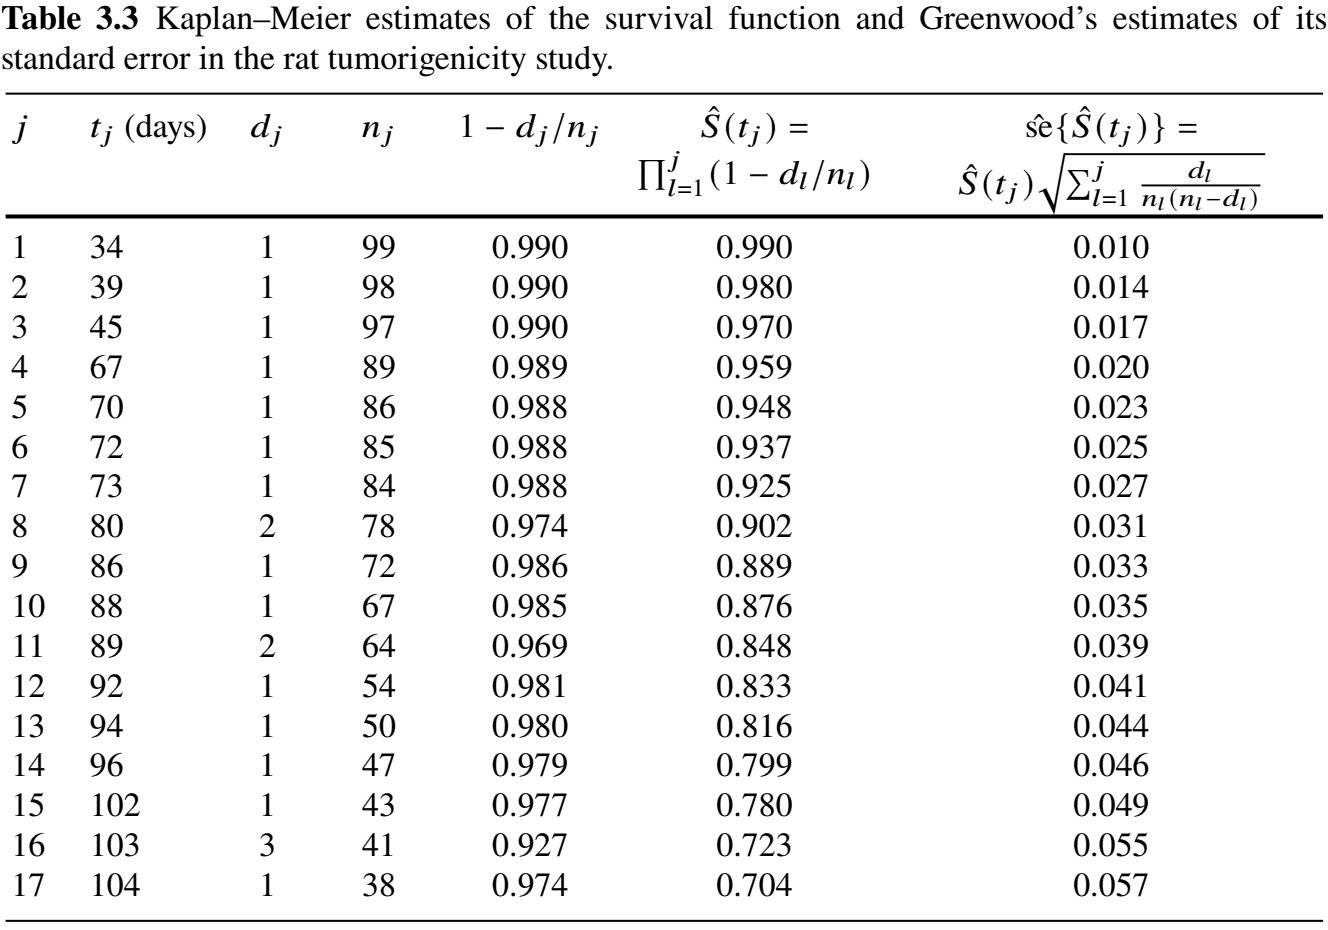 Table 3.3 Kaplan–Meier estimates of the survival function and Greenwood's estimates of its
standard error in the rat tumorigenicity study.
j t_j (days) d_j n_j 1 − d_j/n_j Ŝ(t_j) = ŝe{Ŝ(t_j)} =
∏_{l=1}^{j}(1 − d_l/n_l) Ŝ(t_j)√(∑_{l=1}^{j} d_l/(n_l(n_l−d_l)))
1 34 1 99 0.990 0.990 0.010
2 39 1 98 0.990 0.980 0.014
3 45 1 97 0.990 0.970 0.017
4 67 1 89 0.989 0.959 0.020
5 70 1 86 0.988 0.948 0.023
6 72 1 85 0.988 0.937 0.025
7 73 1 84 0.988 0.925 0.027
8 80 2 78 0.974 0.902 0.031
9 86 1 72 0.986 0.889 0.033
10 88 1 67 0.985 0.876 0.035
11 89 2 64 0.969 0.848 0.039
12 92 1 54 0.981 0.833 0.041
13 94 1 50 0.980 0.816 0.044
14 96 1 47 0.979 0.799 0.046
15 102 1 43 0.977 0.780 0.049
16 103 3 41 0.927 0.723 0.055
17 104 1 38 0.974 0.704 0.057